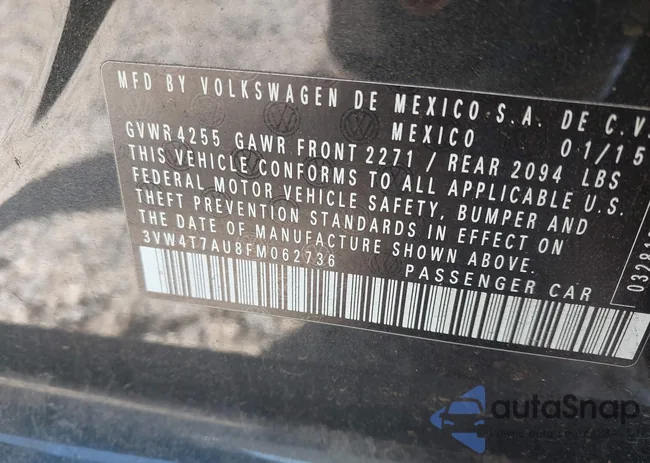 MFD BY VOLKSWAGEN DE MEXICO S.A. DE C.V.
MEXICO 01/15
GVWR 4255 GAWR FRONT 2271 / REAR 2094 LBS
THIS VEHICLE CONFORMS TO ALL APPLICABLE U.S.
FEDERAL MOTOR VEHICLE SAFETY, BUMPER AND
THEFT PREVENTION STANDARDS IN EFFECT ON
THE DATE OF MANUFACTURE SHOWN ABOVE.
3VW4T7AU8FM062736
PASSENGER CAR
autaSnap